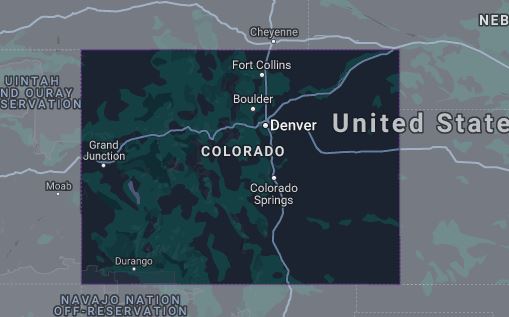 Cheyenne
NEB
Fort Collins
UINTAH
ND OURAY
ESERVATION
Boulder
Denver
United State
Grand
Junction
COLORADO
Moab
Colorado
Springs
Durango
NAVAJO NATION
OFF-RESERVATION